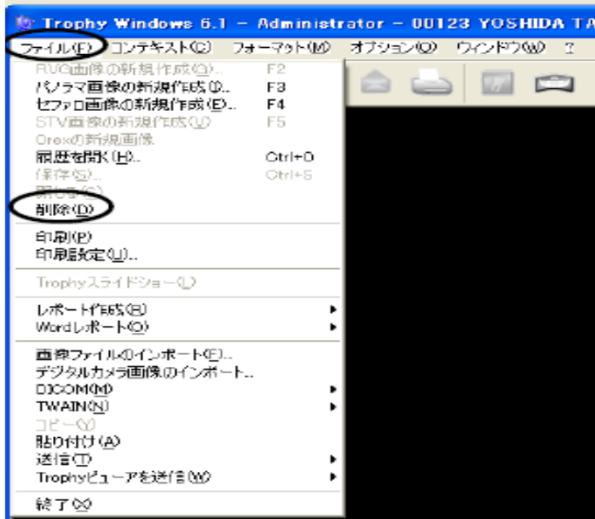 Trophy Windows 6.1 - Administrator - 00123 YOSHIDA TA
ファイル(F) コンテキスト(C) フォーマット(M) オプション(O) ウィンドウ(W) ?
RVG画像の新規作成(Q)... F2
パノラマ画像の新規作成(I)... F3
セファロ画像の新規作成(E)... F4
STV画像の新規作成(V) F5
Orexの新規画像
履歴を開く(H)... Ctrl+O
保存(S)... Ctrl+S
削除(D)
印刷(P)
印刷設定(U)...
Trophyスライドショー(L)
レポート作成(R)
Wordレポート(O)
画像ファイルのインポート(F)...
デジタルカメラ画像のインポート...
DICOM(M)
TWAIN(N)
コピー(Y)
貼り付け(A)
送信(T)
Trophyビューアを送信(W)
終了(X)